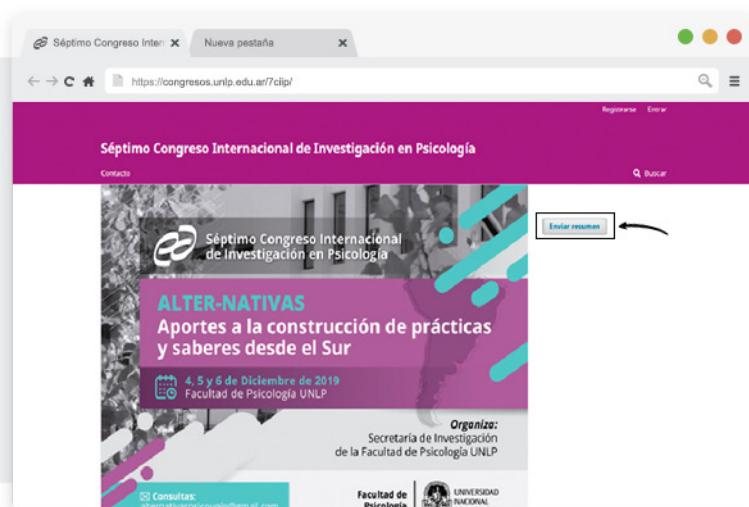 Séptimo Congreso Inter
Nueva pestaña
https://congresos.unlp.edu.ar/7ciip/
Registrarse Entrar
Séptimo Congreso Internacional de Investigación en Psicología
Contacto
Buscar
Enviar resumen
Séptimo Congreso Internacional
de Investigación en Psicología
ALTER-NATIVAS
Aportes a la construcción de prácticas
y saberes desde el Sur
4, 5 y 6 de Diciembre de 2019
Facultad de Psicología UNLP
Organiza:
Secretaría de Investigación
de la Facultad de Psicología UNLP
Consultas:
Facultad de
Psicología
UNIVERSIDAD
NACIONAL